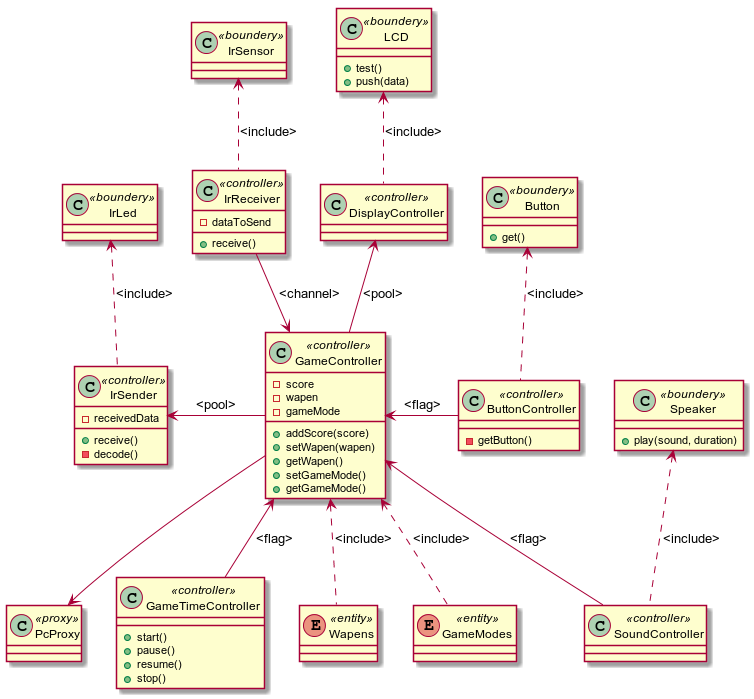 C «boundery»
IrSensor
C «boundery»
LCD
test()
push(data)
<include>
<include>
C «boundery»
IrLed
C «controller»
IrReceiver
dataToSend
receive()
C «controller»
DisplayController
C «boundery»
Button
get()
<include>
<channel>
<pool>
<include>
C «controller»
IrSender
receivedData
receive()
decode()
<pool>
C «controller»
GameController
score
wapen
gameMode
addScore(score)
setWapen(wapen)
getWapen()
setGameMode()
getGameMode()
<flag>
C «controller»
ButtonController
getButton()
C «boundery»
Speaker
play(sound, duration)
<flag>
<include>
<include>
<flag>
<include>
C «proxy»
PcProxy
C «controller»
GameTimeController
start()
pause()
resume()
stop()
E «entity»
Wapens
E «entity»
GameModes
C «controller»
SoundController